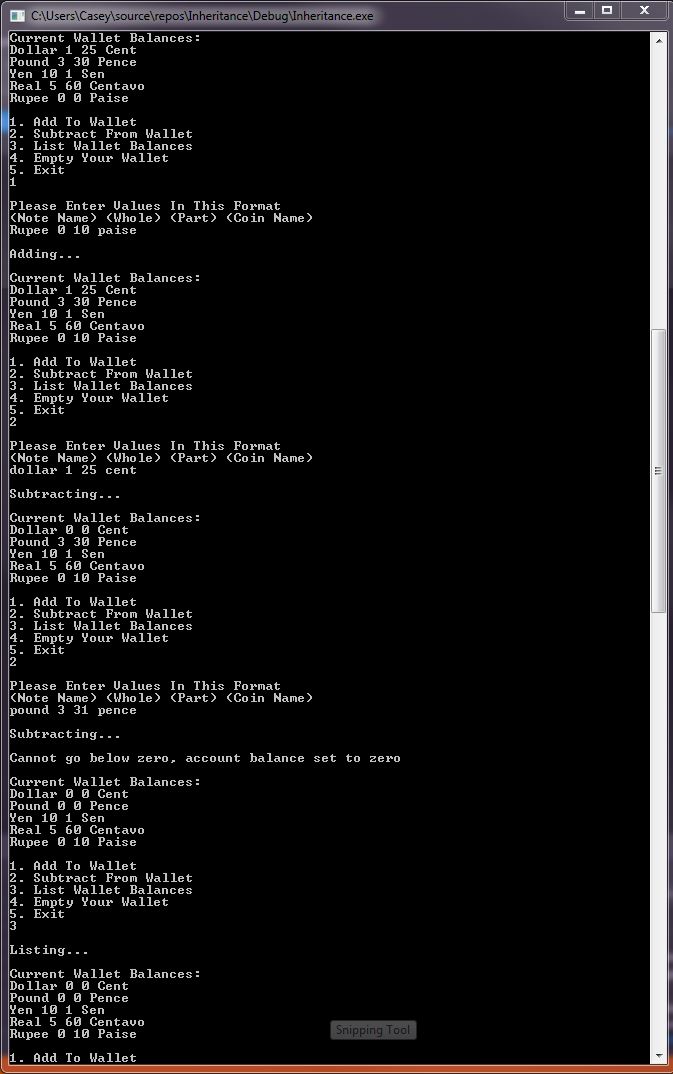 C:\Users\Casey\source\repos\Inheritance\Debug\Inheritance.exe
Current Wallet Balances:
Dollar 1 25 Cent
Pound 3 30 Pence
Yen 10 1 Sen
Real 5 60 Centavo
Rupee 0 0 Paise
1. Add To Wallet
2. Subtract From Wallet
3. List Wallet Balances
4. Empty Your Wallet
5. Exit
1
Please Enter Values In This Format
(Note Name) (Whole) (Part) (Coin Name)
Rupee 0 10 paise
Adding...
Current Wallet Balances:
Dollar 1 25 Cent
Pound 3 30 Pence
Yen 10 1 Sen
Real 5 60 Centavo
Rupee 0 10 Paise
1. Add To Wallet
2. Subtract From Wallet
3. List Wallet Balances
4. Empty Your Wallet
5. Exit
2
Please Enter Values In This Format
(Note Name) (Whole) (Part) (Coin Name)
dollar 1 25 cent
Subtracting...
Current Wallet Balances:
Dollar 0 0 Cent
Pound 3 30 Pence
Yen 10 1 Sen
Real 5 60 Centavo
Rupee 0 10 Paise
1. Add To Wallet
2. Subtract From Wallet
3. List Wallet Balances
4. Empty Your Wallet
5. Exit
2
Please Enter Values In This Format
(Note Name) (Whole) (Part) (Coin Name)
pound 3 31 pence
Subtracting...
Cannot go below zero, account balance set to zero
Current Wallet Balances:
Dollar 0 0 Cent
Pound 0 0 Pence
Yen 10 1 Sen
Real 5 60 Centavo
Rupee 0 10 Paise
1. Add To Wallet
2. Subtract From Wallet
3. List Wallet Balances
4. Empty Your Wallet
5. Exit
3
Listing...
Current Wallet Balances:
Dollar 0 0 Cent
Pound 0 0 Pence
Yen 10 1 Sen
Real 5 60 Centavo
Rupee 0 10 Paise
Snipping Tool
1. Add To Wallet